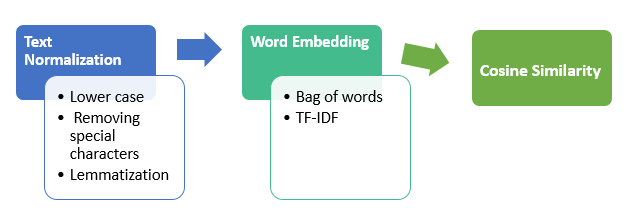 Text
Normalization
• Lower case
• Removing
special
characters
• Lemmatization
Word Embedding
• Bag of words
• TF-IDF
Cosine Similarity